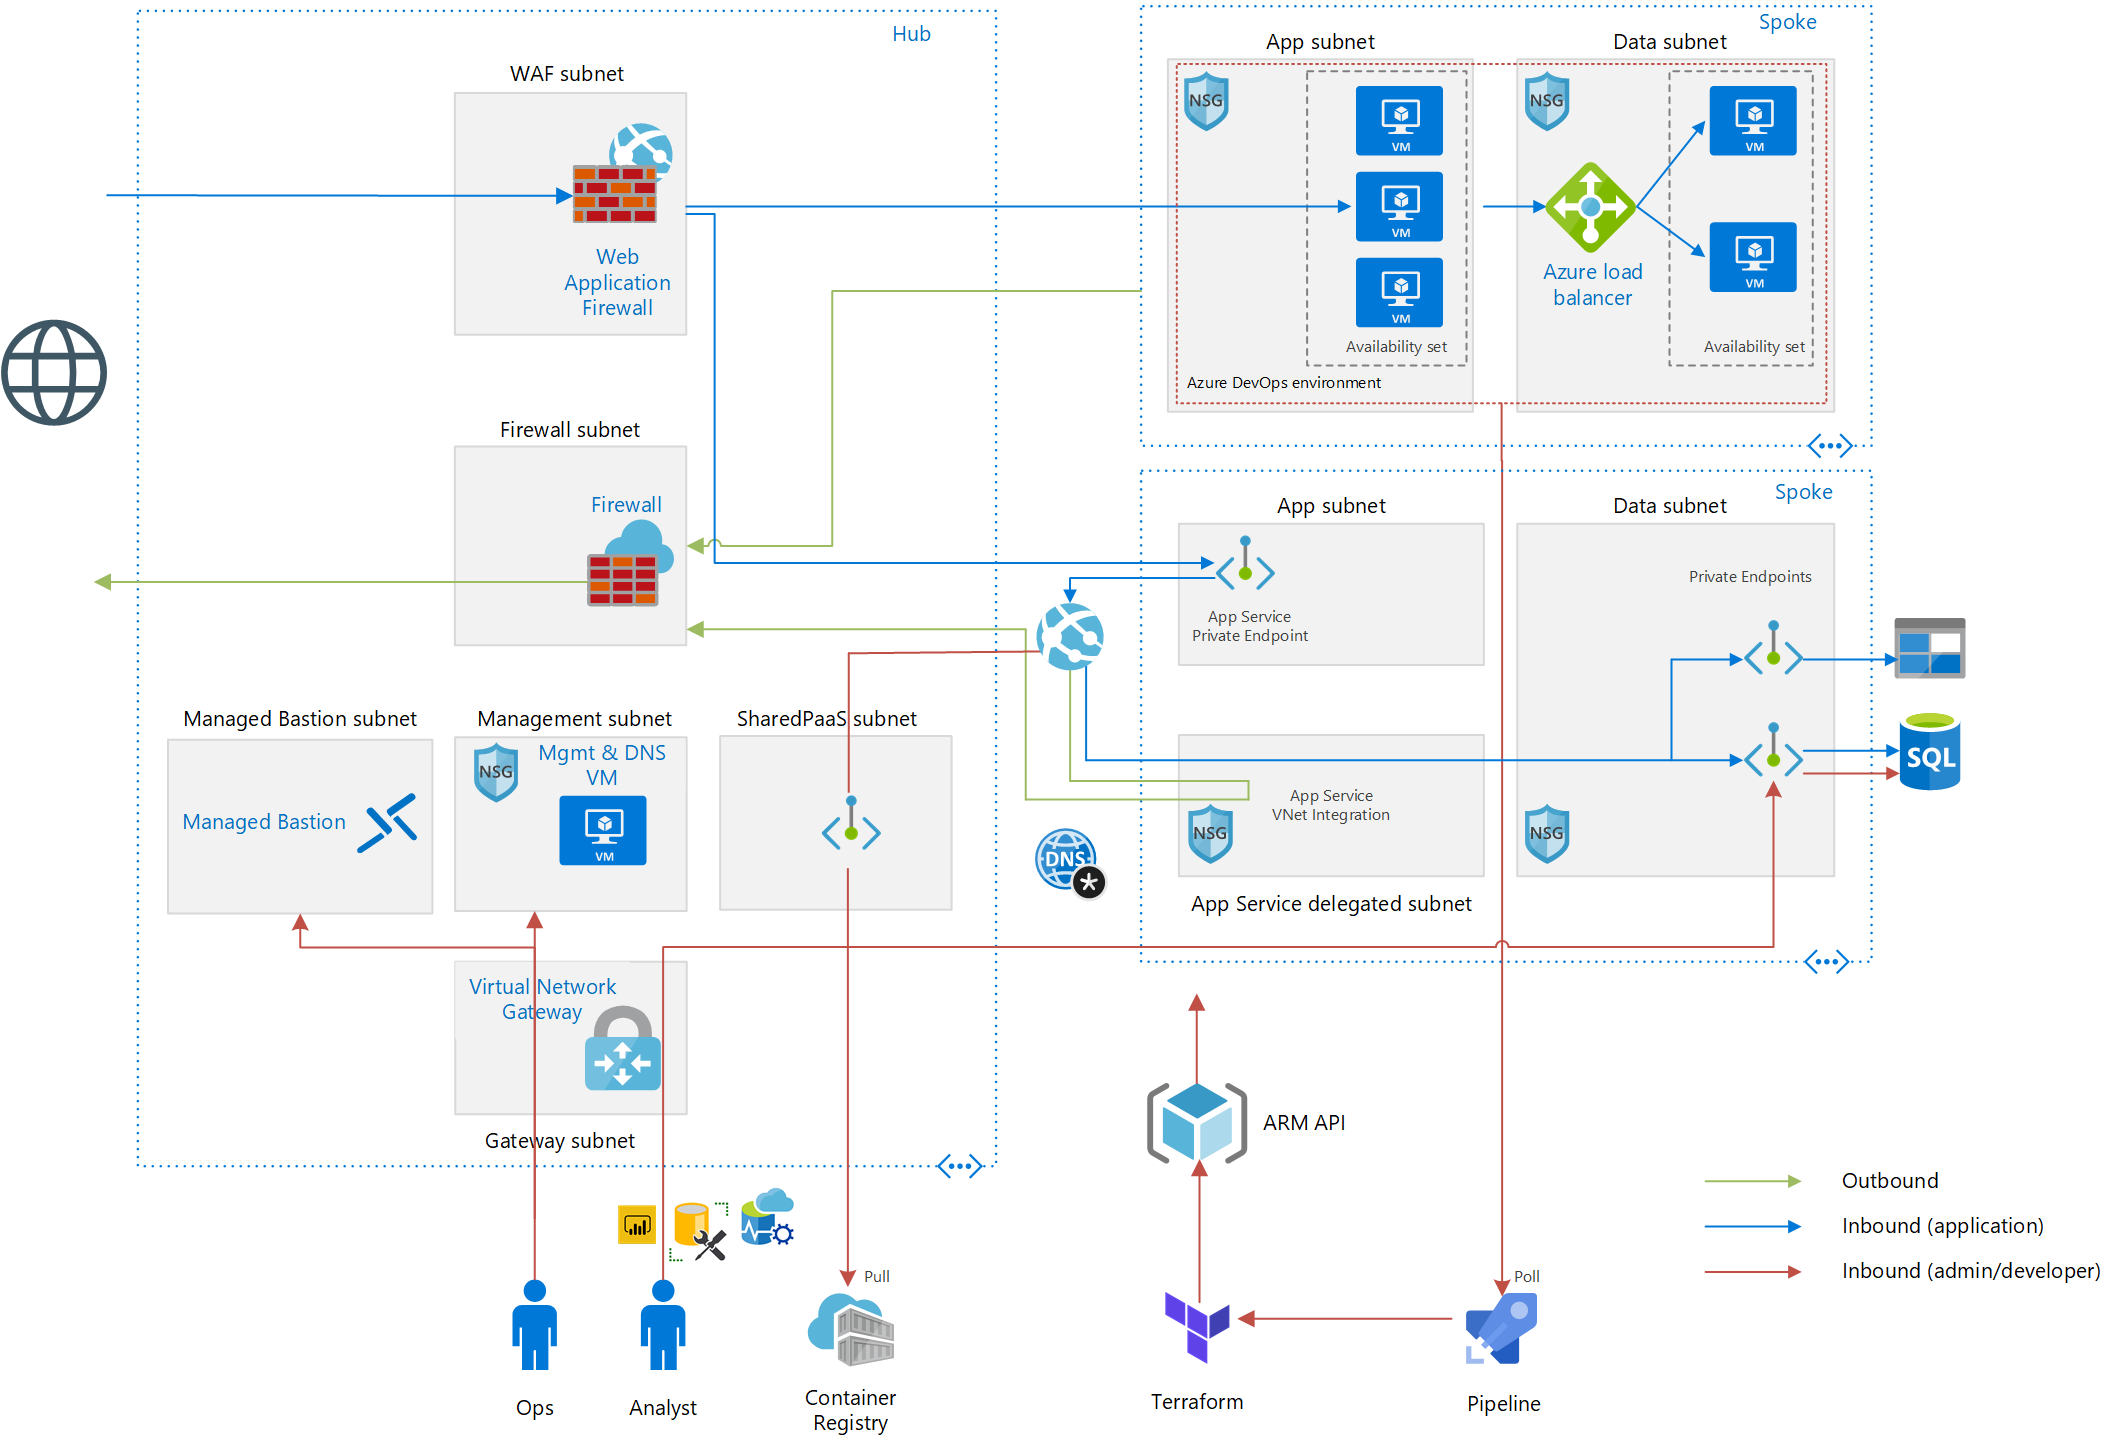 Hub
WAF subnet
Web
Application
Firewall
Firewall subnet
Firewall
Managed Bastion subnet
Managed Bastion
Management subnet
NSG
Mgmt & DNS
VM
VM
SharedPaaS subnet
Virtual Network
Gateway
Gateway subnet
Spoke
App subnet
NSG
VM
VM
VM
Availability set
Azure DevOps environment
Data subnet
NSG
Azure load
balancer
VM
VM
Availability set
Spoke
App subnet
App Service
Private Endpoint
Data subnet
Private Endpoints
NSG
SQL
App Service
VNet Integration
NSG
App Service delegated subnet
DNS
*
ARM API
Outbound
Inbound (application)
Inbound (admin/developer)
Pull
Poll
Ops
Analyst
Container
Registry
Terraform
Pipeline